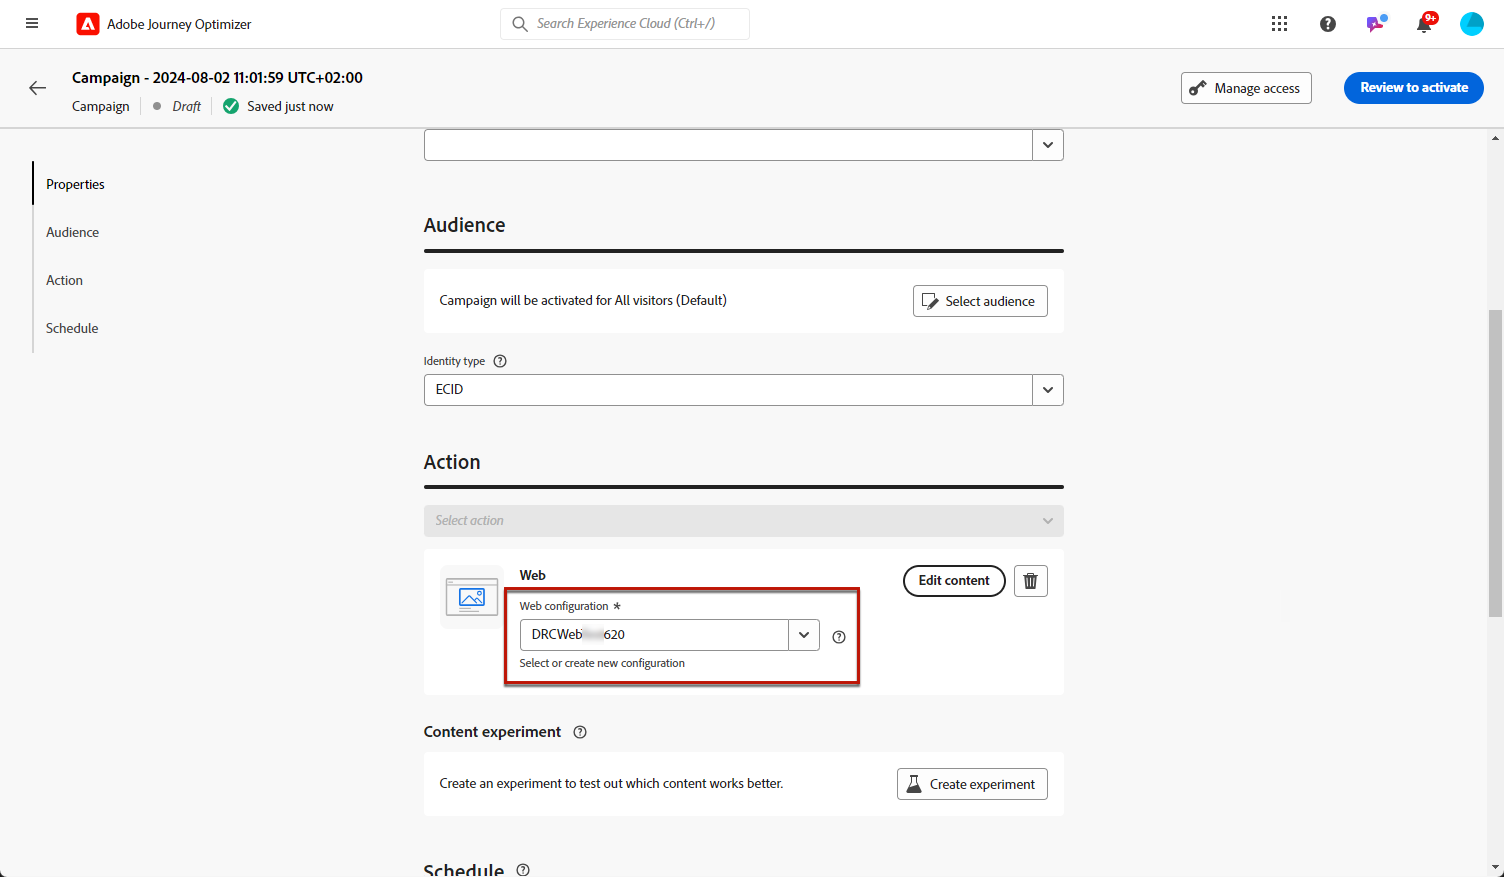 Adobe Journey Optimizer
Search Experience Cloud (Ctrl+/)
9+
Campaign - 2024-08-02 11:01:59 UTC+02:00
Campaign
Draft
Saved just now
Manage access
Review to activate
Properties
Audience
Action
Schedule
Audience
Campaign will be activated for All visitors (Default)
Select audience
Identity type
ECID
Action
Select action
Web
Edit content
Web configuration *
DRCWeb 620
Select or create new configuration
Content experiment
Create an experiment to test out which content works better.
Create experiment
Schedule